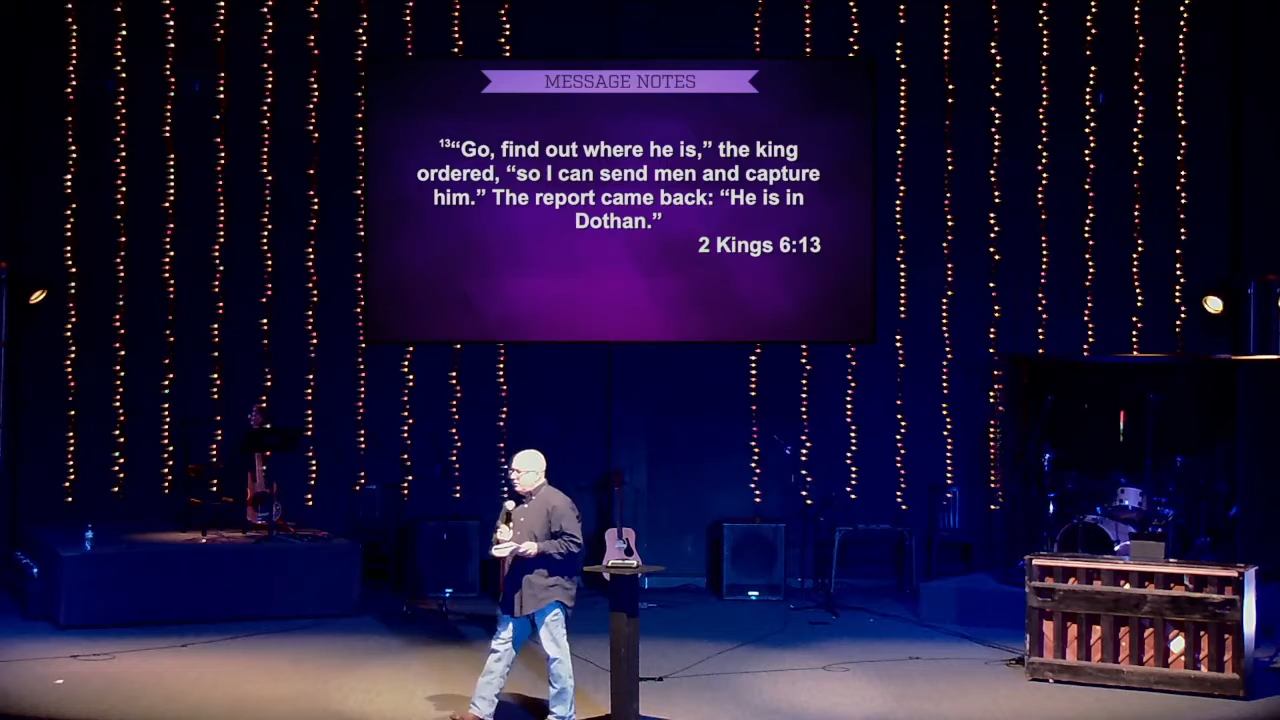 MESSAGE NOTES
¹³“Go, find out where he is,” the king
ordered, “so I can send men and capture
him.” The report came back: “He is in
Dothan.”
2 Kings 6:13